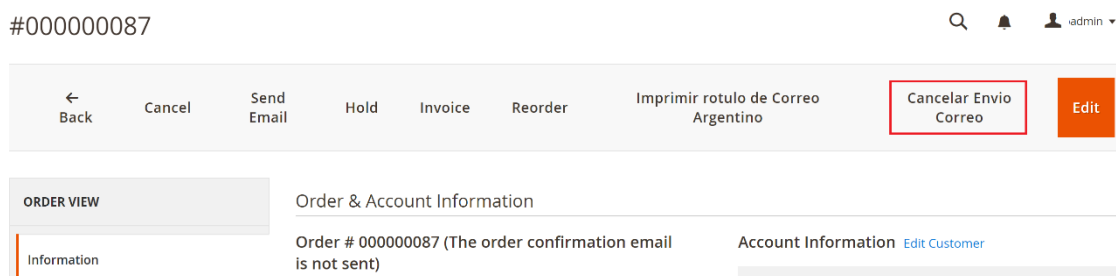 #000000087
admin
← Back
Cancel
Send
Email
Hold
Invoice
Reorder
Imprimir rotulo de Correo
Argentino
Cancelar Envio
Correo
Edit
ORDER VIEW
Order & Account Information
Information
Order # 000000087 (The order confirmation email
is not sent)
Account Information Edit Customer